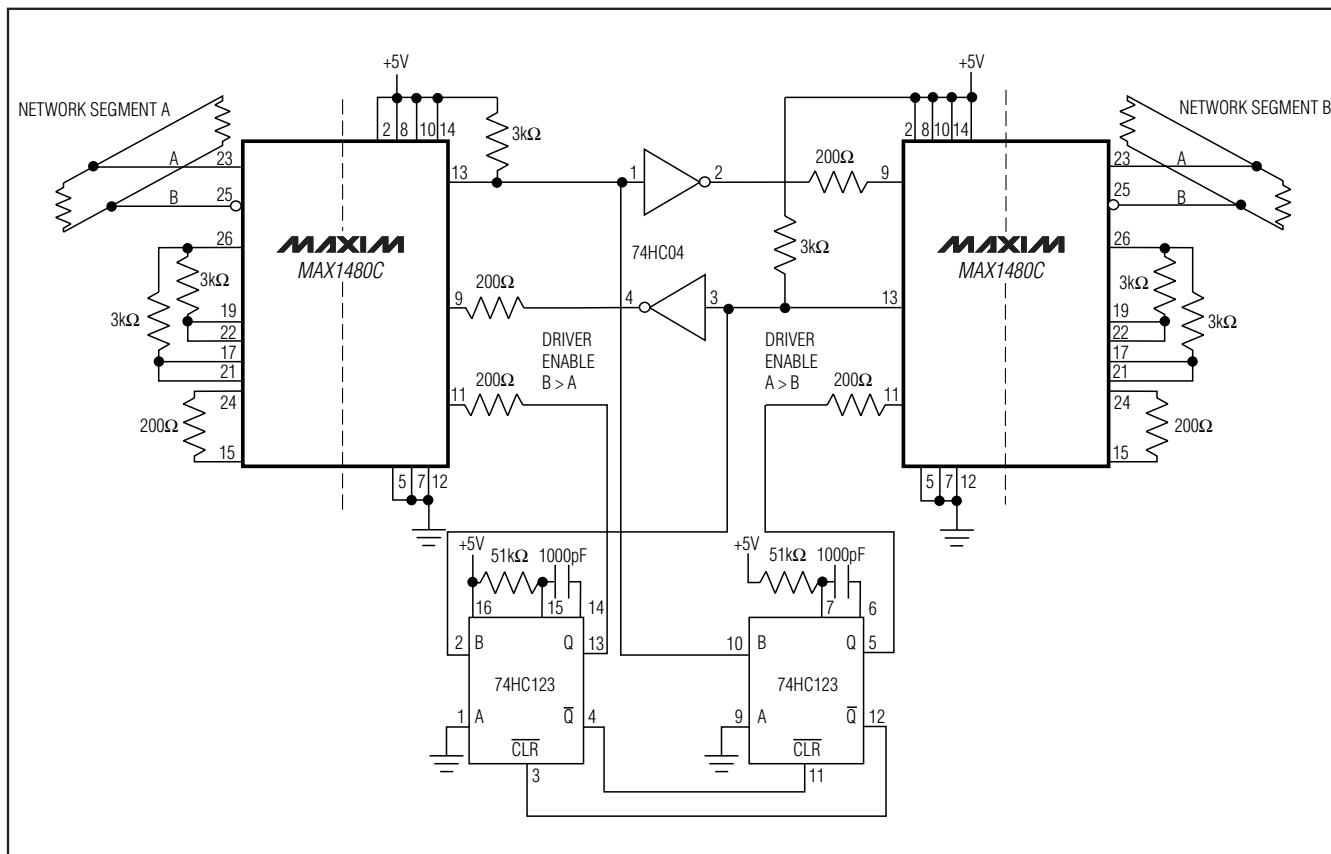 +5V
+5V
NETWORK SEGMENT A
NETWORK SEGMENT B
2 8 10 14
3kΩ
2 8 10 14
A 23
13
1 2
200Ω
9
23 A
B 25
25 B
26
MAXIM
MAX1480C
74HC04
3kΩ
MAXIM
MAX1480C
26
3kΩ
3kΩ
19
22
17
21
9
200Ω
4 3
13
3kΩ
3kΩ
19
22
17
21
DRIVER
ENABLE
B > A
DRIVER
ENABLE
A > B
24
200Ω
15
11
200Ω
200Ω
11
24
200Ω
15
5 7 12
5 7 12
+5V
51kΩ
1000pF
+5V
51kΩ
1000pF
16 15 14
7 6
2 B Q 13
10 B Q 5
74HC123
74HC123
1 A Q̅ 4
9 A Q̅ 12
C̅L̅R̅
C̅L̅R̅
3
11